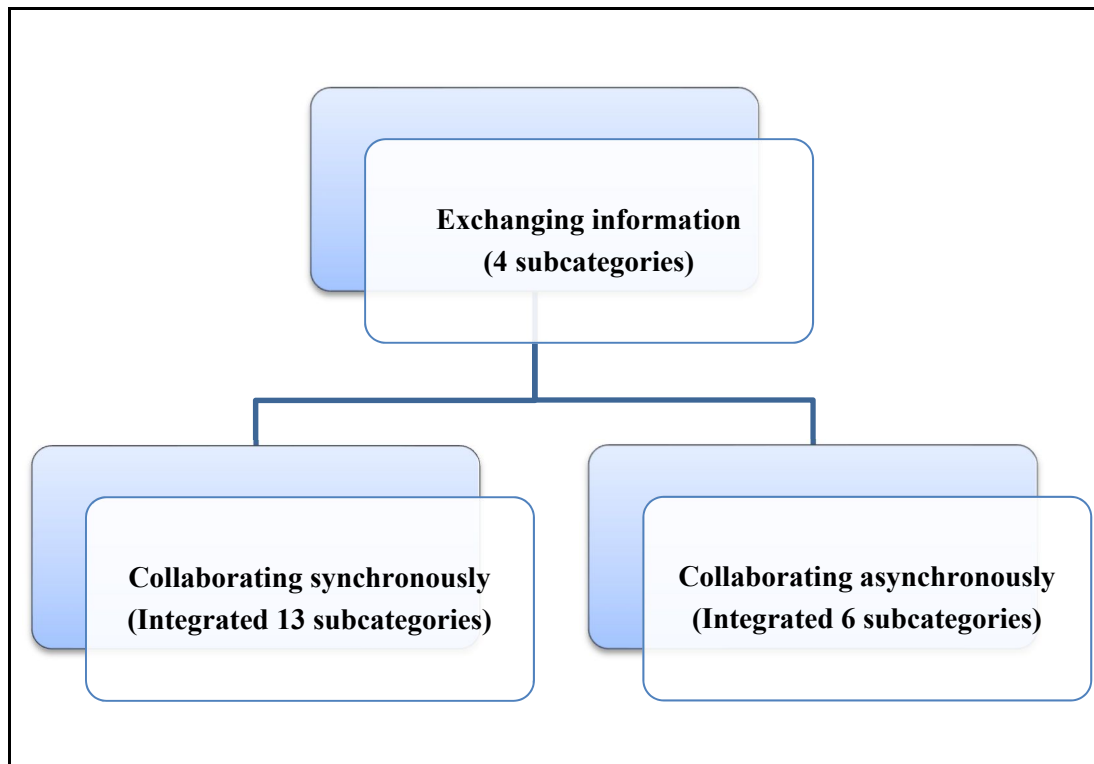 Exchanging information
(4 subcategories)
Collaborating synchronously
(Integrated 13 subcategories)
Collaborating asynchronously
(Integrated 6 subcategories)